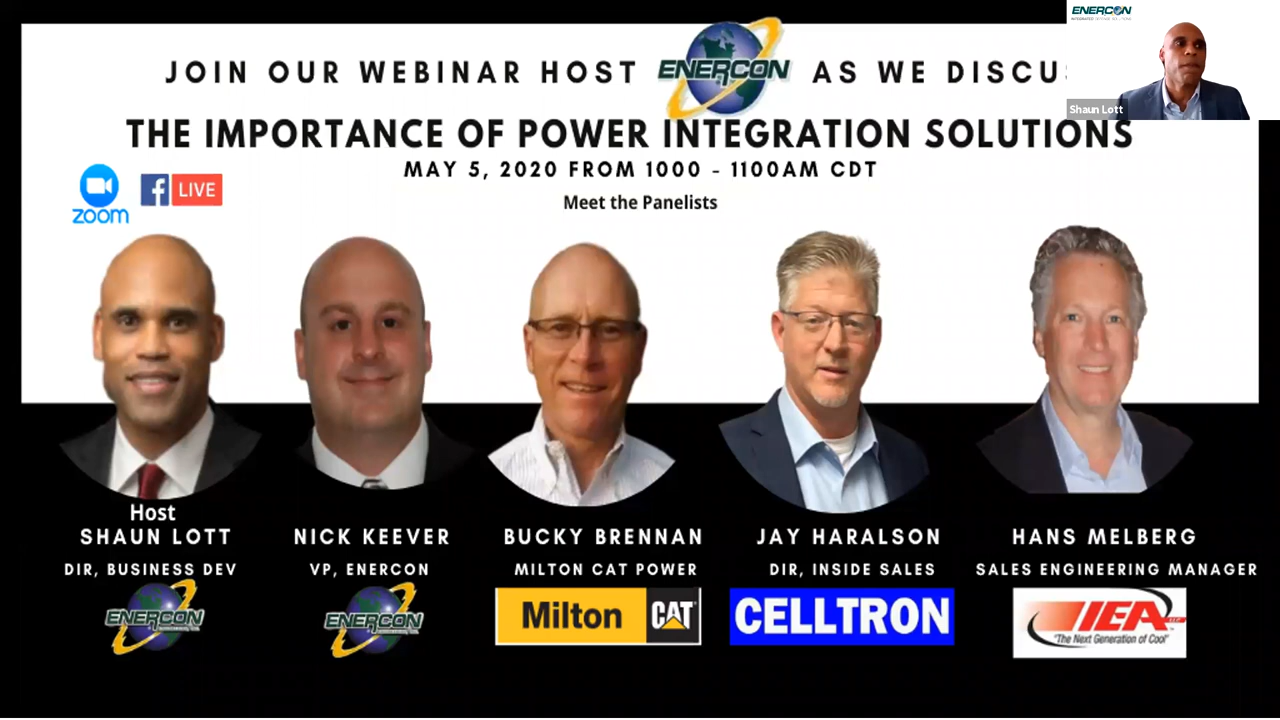 JOIN OUR WEBINAR HOST ENERCON AS WE DISCU
ENERCON
Shaun Lott
THE IMPORTANCE OF POWER INTEGRATION SOLUTIONS
MAY 5, 2020 FROM 1000 - 1100AM CDT
zoom
f LIVE
Meet the Panelists
Host
SHAUN LOTT
DIR, BUSINESS DEV
ENERCON
NICK KEEVER
VP, ENERCON
ENERCON
BUCKY BRENNAN
MILTON CAT POWER
Milton CAT
JAY HARALSON
DIR, INSIDE SALES
CELLTRON
HANS MELBERG
SALES ENGINEERING MANAGER
IEA
"The Next Generation of Cool"